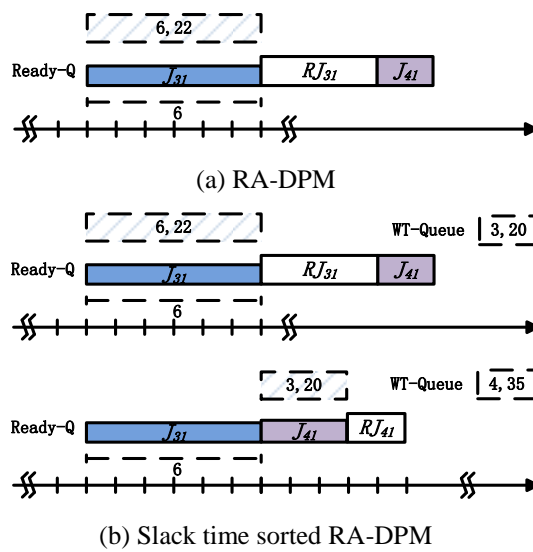 6, 22
Ready-Q J31 RJ31 J41
6
(a) RA-DPM
6, 22 WT-Queue 3, 20
Ready-Q J31 RJ31 J41
6
3, 20 WT-Queue 4, 35
Ready-Q J31 J41 RJ41
6
(b) Slack time sorted RA-DPM